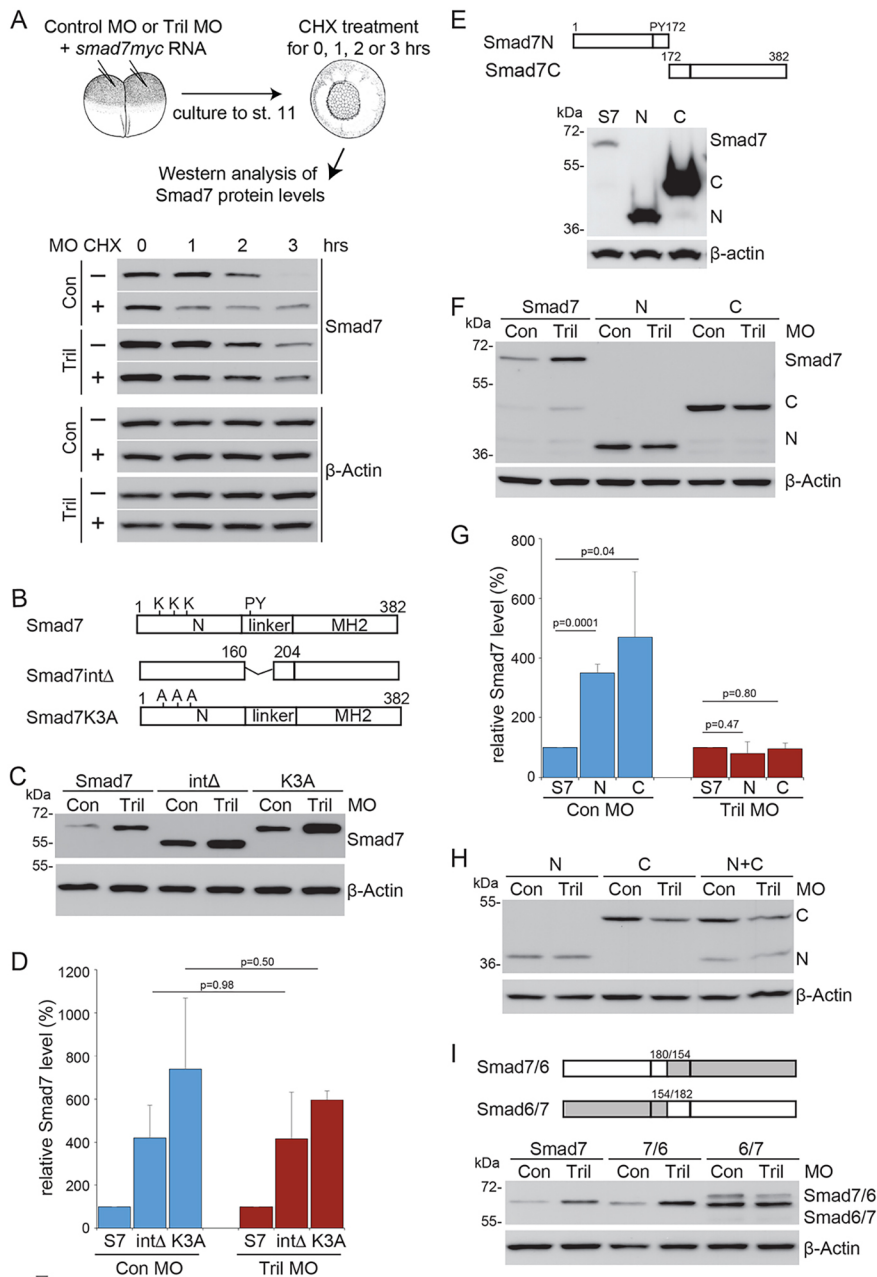 A
Control MO or Tril MO
+ smad7myc RNA
CHX treatment
for 0, 1, 2 or 3 hrs
culture to st. 11
Western analysis of
Smad7 protein levels
MO CHX 0 1 2 3 hrs
Con
−
+
Tril
−
+
Smad7
Con
−
+
Tril
−
+
β-Actin
B
1 K K K PY 382
Smad7 N linker MH2
160 204
Smad7intΔ
1 A A A 382
Smad7K3A N linker MH2
C
Smad7 intΔ K3A
kDa Con Tril Con Tril Con Tril MO
72-
55-
Smad7
55-
β-Actin
D
relative Smad7 level (%)
1200
1000
800
600
400
200
0
p=0.50
p=0.98
S7 intΔ K3A S7 intΔ K3A
Con MO Tril MO
E
1 PY 172
Smad7N
172 382
Smad7C
kDa S7 N C
72-
55-
36-
Smad7
C
N
β-actin
F
Smad7 N C
kDa Con Tril Con Tril Con Tril MO
72-
55-
36-
Smad7
C
N
β-Actin
G
relative Smad7 level (%)
800
600
400
200
100
0
p=0.04
p=0.0001
p=0.80
p=0.47
S7 N C S7 N C
Con MO Tril MO
H
N C N+C
kDa Con Tril Con Tril Con Tril MO
55-
36-
C
N
β-Actin
I
180/154
Smad7/6
154/182
Smad6/7
Smad7 7/6 6/7
kDa Con Tril Con Tril Con Tril MO
72-
55-
Smad7/6
Smad6/7
β-Actin